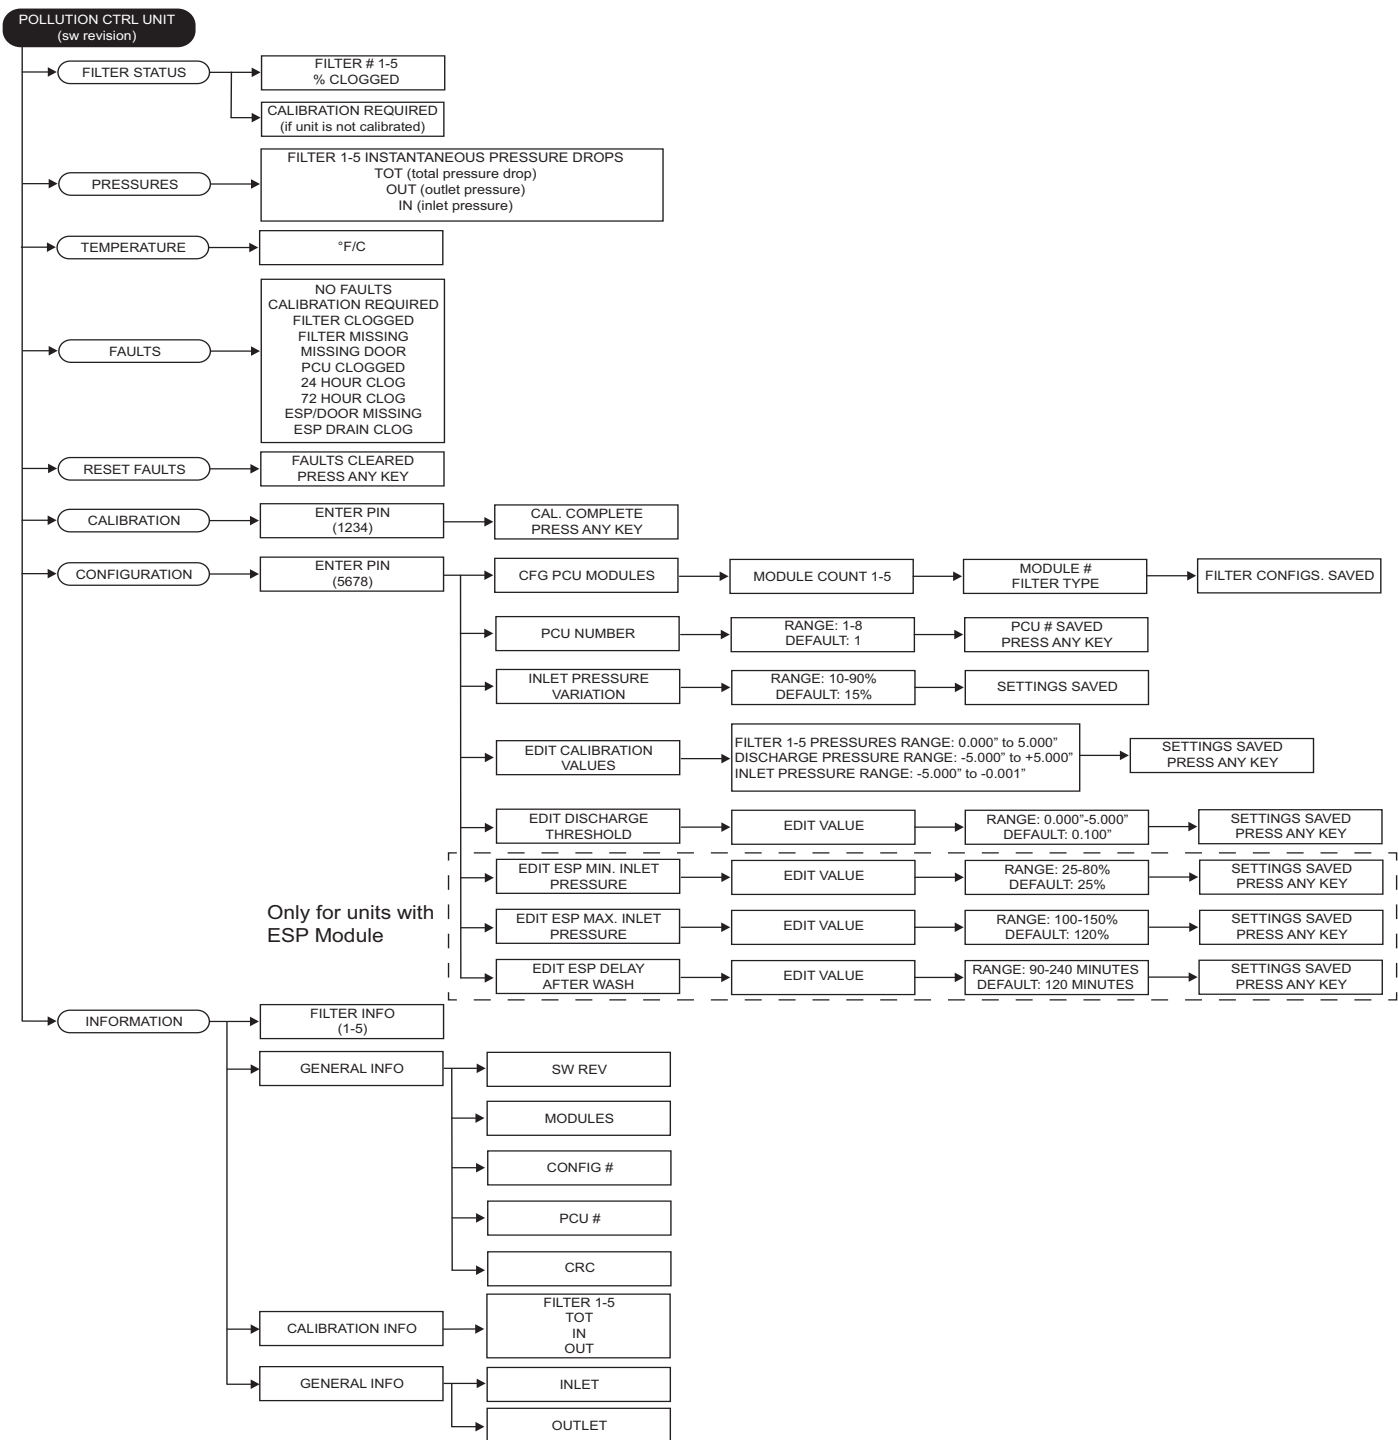 POLLUTION CTRL UNIT
(sw revision)
FILTER STATUS
FILTER # 1-5
% CLOGGED
CALIBRATION REQUIRED
(if unit is not calibrated)
PRESSURES
FILTER 1-5 INSTANTANEOUS PRESSURE DROPS
TOT (total pressure drop)
OUT (outlet pressure)
IN (inlet pressure)
TEMPERATURE
°F/C
FAULTS
NO FAULTS
CALIBRATION REQUIRED
FILTER CLOGGED
FILTER MISSING
MISSING DOOR
PCU CLOGGED
24 HOUR CLOG
72 HOUR CLOG
ESP/DOOR MISSING
ESP DRAIN CLOG
RESET FAULTS
FAULTS CLEARED
PRESS ANY KEY
CALIBRATION
ENTER PIN
(1234)
CAL. COMPLETE
PRESS ANY KEY
CONFIGURATION
ENTER PIN
(5678)
CFG PCU MODULES
MODULE COUNT 1-5
MODULE #
FILTER TYPE
FILTER CONFIGS. SAVED
PCU NUMBER
RANGE: 1-8
DEFAULT: 1
PCU # SAVED
PRESS ANY KEY
INLET PRESSURE
VARIATION
RANGE: 10-90%
DEFAULT: 15%
SETTINGS SAVED
EDIT CALIBRATION
VALUES
FILTER 1-5 PRESSURES RANGE: 0.000” to 5.000”
DISCHARGE PRESSURE RANGE: -5.000” to +5.000”
INLET PRESSURE RANGE: -5.000” to -0.001”
SETTINGS SAVED
PRESS ANY KEY
EDIT DISCHARGE
THRESHOLD
EDIT VALUE
RANGE: 0.000”-5.000”
DEFAULT: 0.100”
SETTINGS SAVED
PRESS ANY KEY
Only for units with
ESP Module
EDIT ESP MIN. INLET
PRESSURE
EDIT VALUE
RANGE: 25-80%
DEFAULT: 25%
SETTINGS SAVED
PRESS ANY KEY
EDIT ESP MAX. INLET
PRESSURE
EDIT VALUE
RANGE: 100-150%
DEFAULT: 120%
SETTINGS SAVED
PRESS ANY KEY
EDIT ESP DELAY
AFTER WASH
EDIT VALUE
RANGE: 90-240 MINUTES
DEFAULT: 120 MINUTES
SETTINGS SAVED
PRESS ANY KEY
INFORMATION
FILTER INFO
(1-5)
GENERAL INFO
SW REV
MODULES
CONFIG #
PCU #
CRC
CALIBRATION INFO
FILTER 1-5
TOT
IN
OUT
GENERAL INFO
INLET
OUTLET